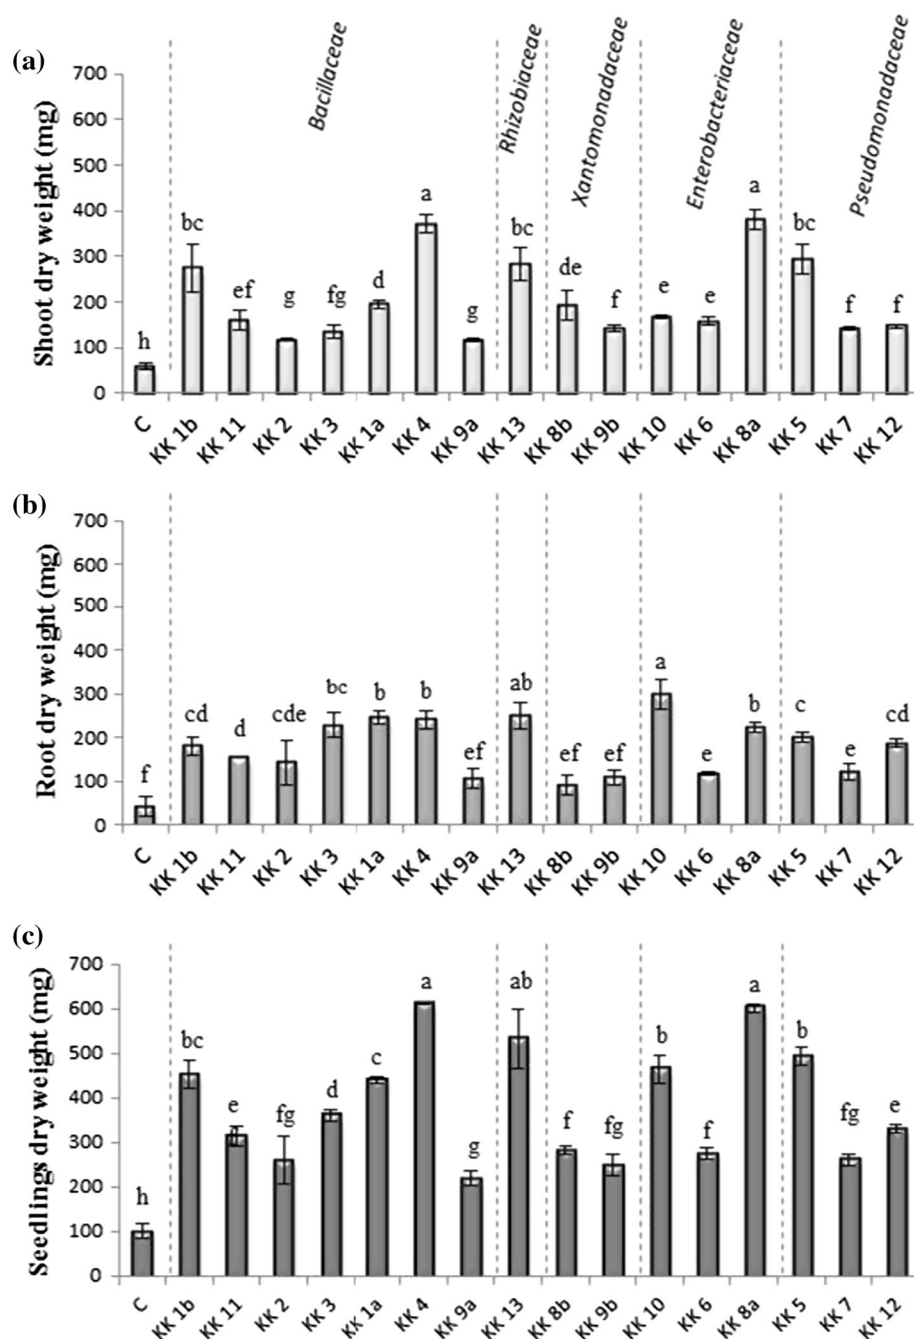 (a)
Bacillaceae
Rhizobiaceae
Xantomonadaceae
Enterobacteriaceae
Pseudomonadaceae
Shoot dry weight (mg)
700
600
500
400
300
200
100
0
h
bc
ef
g
fg
d
a
g
bc
de
f
e
e
a
bc
f
f
C
KK 1b
KK 11
KK 2
KK 3
KK 1a
KK 4
KK 9a
KK 13
KK 8b
KK 9b
KK 10
KK 6
KK 8a
KK 5
KK 7
KK 12
(b)
Root dry weight (mg)
700
600
500
400
300
200
100
0
f
cd
d
cde
bc
b
b
ef
ab
ef
ef
a
e
b
c
e
cd
C
KK 1b
KK 11
KK 2
KK 3
KK 1a
KK 4
KK 9a
KK 13
KK 8b
KK 9b
KK 10
KK 6
KK 8a
KK 5
KK 7
KK 12
(c)
Seedlings dry weight (mg)
700
600
500
400
300
200
100
0
h
bc
e
fg
d
c
a
g
ab
f
fg
b
f
a
b
fg
e
C
KK 1b
KK 11
KK 2
KK 3
KK 1a
KK 4
KK 9a
KK 13
KK 8b
KK 9b
KK 10
KK 6
KK 8a
KK 5
KK 7
KK 12